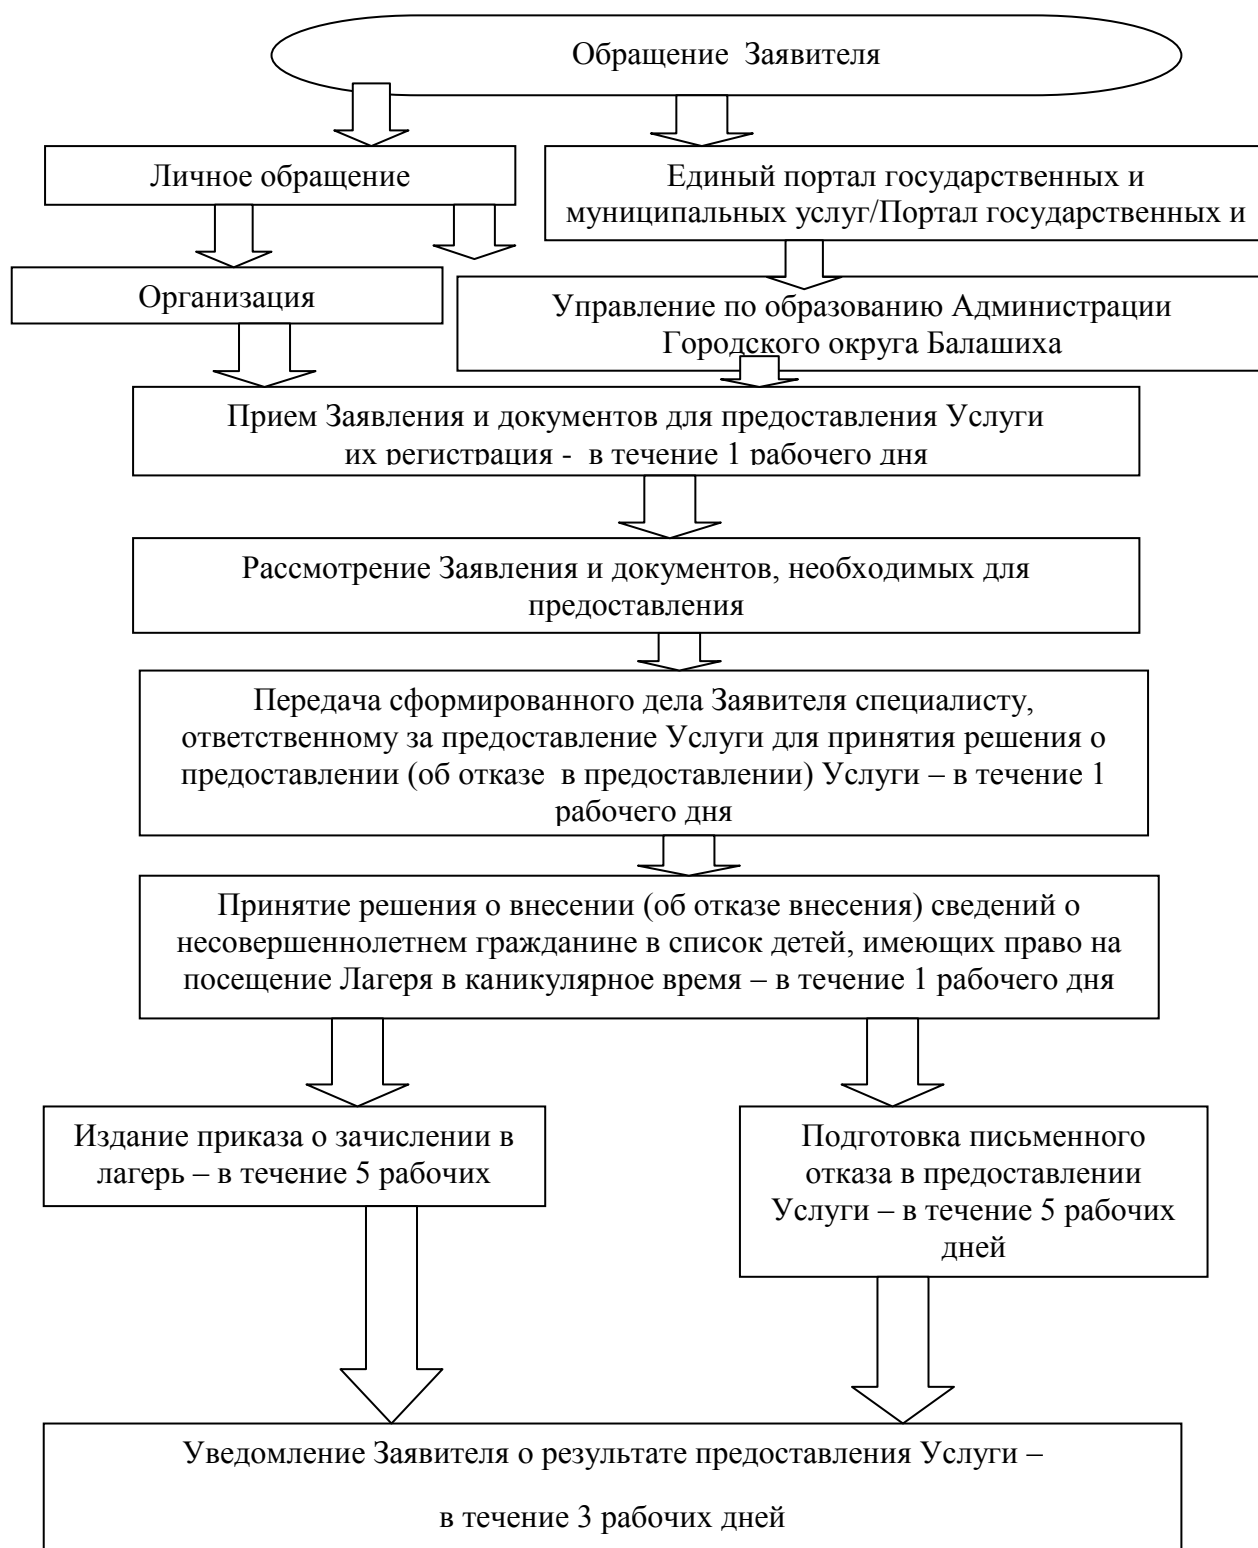 Обращение Заявителя
Личное обращение
Единый портал государственных и
муниципальных услуг/Портал государственных и
Организация
Управление по образованию Администрации
Городского округа Балашиха
Прием Заявления и документов для предоставления Услуги
их регистрация - в течение 1 рабочего дня
Рассмотрение Заявления и документов, необходимых для
предоставления
Передача сформированного дела Заявителя специалисту,
ответственному за предоставление Услуги для принятия решения о
предоставлении (об отказе в предоставлении) Услуги – в течение 1
рабочего дня
Принятие решения о внесении (об отказе внесения) сведений о
несовершеннолетнем гражданине в список детей, имеющих право на
посещение Лагеря в каникулярное время – в течение 1 рабочего дня
Издание приказа о зачислении в
лагерь – в течение 5 рабочих
Подготовка письменного
отказа в предоставлении
Услуги – в течение 5 рабочих
дней
Уведомление Заявителя о результате предоставления Услуги –
в течение 3 рабочих дней